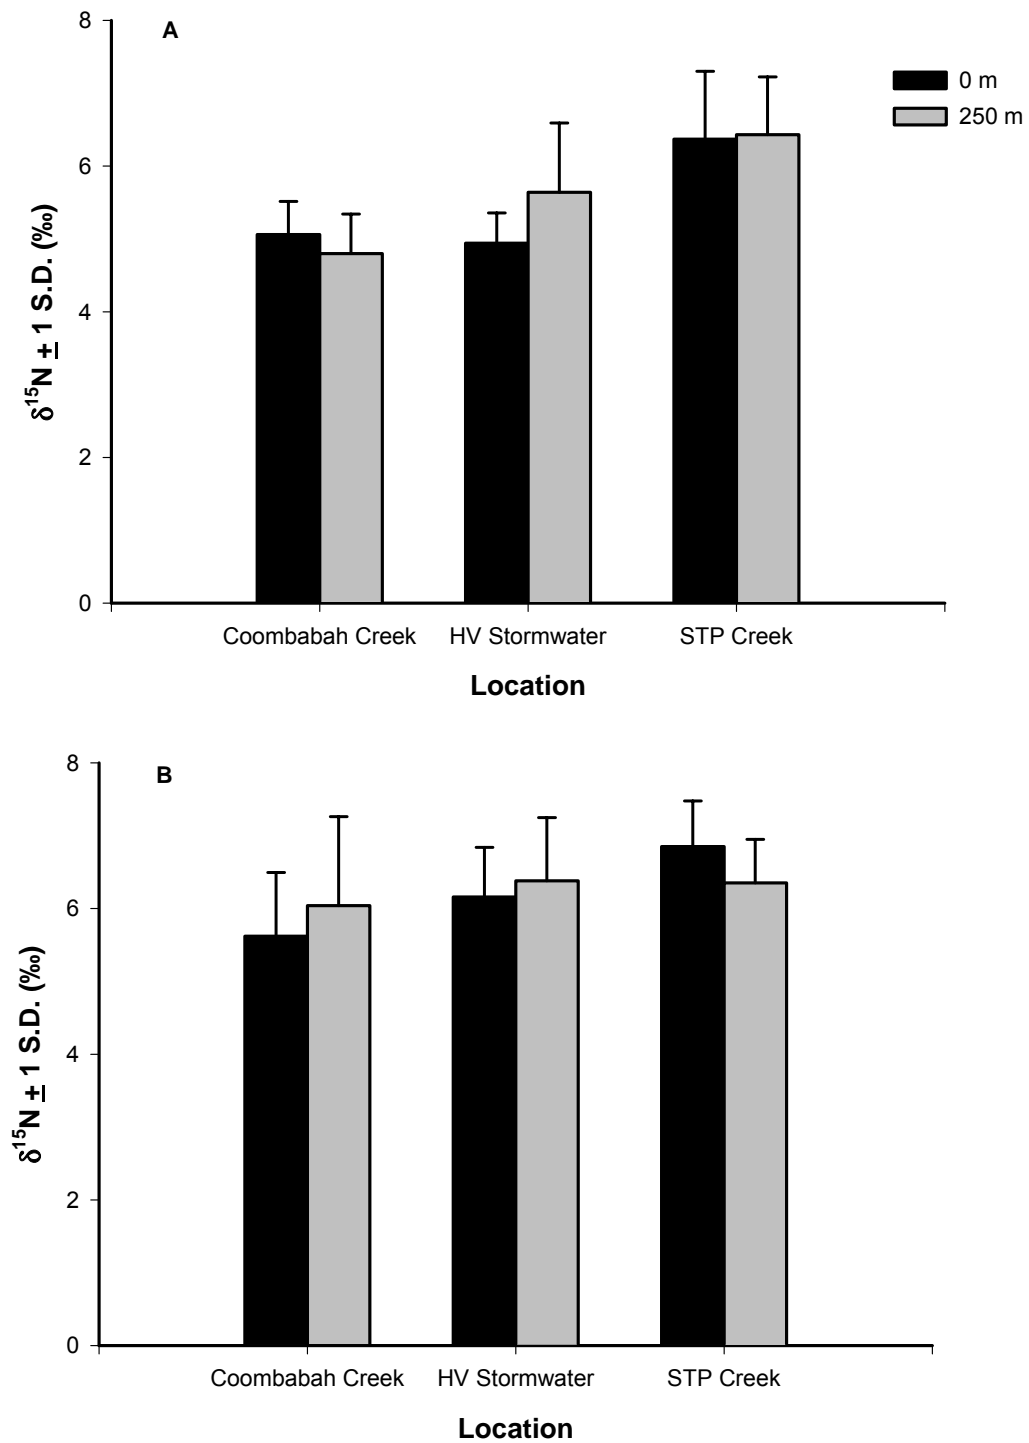 A
8
6
4
2
0
δ¹⁵N ± 1 S.D. (‰)
0 m
250 m
Coombabah Creek HV Stormwater STP Creek
Location
B
8
6
4
2
0
δ¹⁵N ± 1 S.D. (‰)
Coombabah Creek HV Stormwater STP Creek
Location